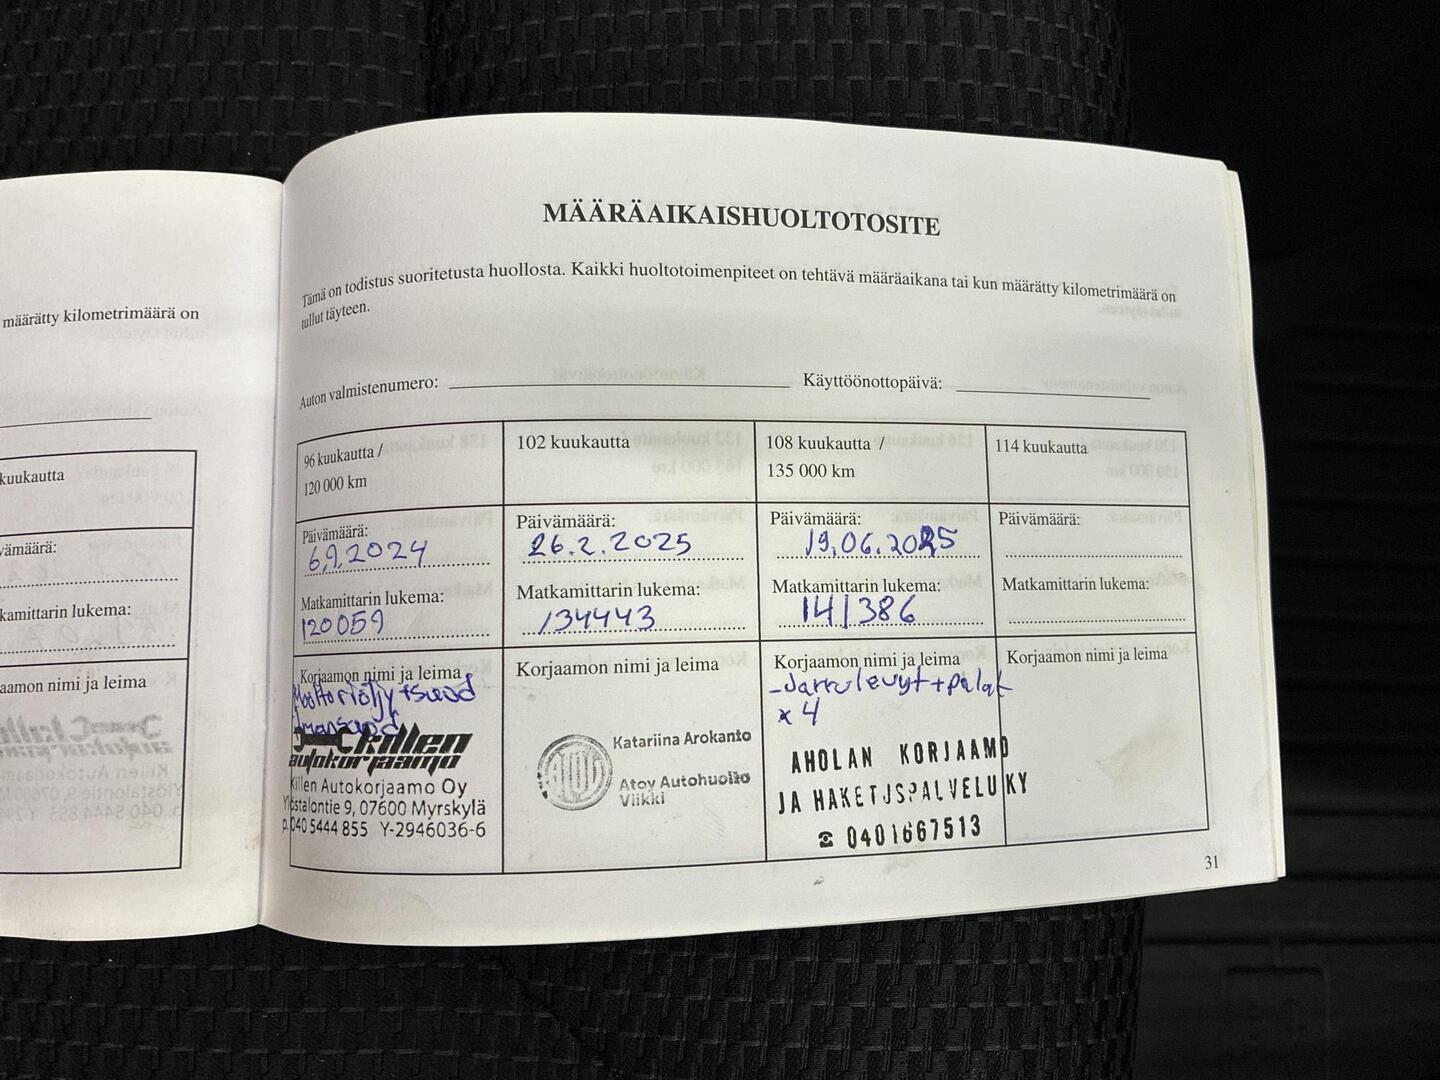 määrätty kilometrimäärä on
kuukautta
kamittarin lukema:
aamon nimi ja leima
MÄÄRÄAIKAISHUOLTOTOSITE
Tämä on todistus suoritetusta huollosta. Kaikki huoltotoimenpiteet on tehtävä määräaikana tai kun määrätty kilometrimäärä on
tullut täyteen.
Auton valmistenumero: Käyttöönottopäivä:
96 kuukautta /
120 000 km
Päivämäärä:
6,9,2024
Matkamittarin lukema:
120059
Korjaamon nimi ja leima
Moottoriöljy + suod
killen
autokorjaamo
Killen Autokorjaamo Oy
Ylöstalontie 9, 07600 Myrskylä
p.040 5444 855 Y-2946036-6
102 kuukautta
Päivämäärä:
26.2.2025
Matkamittarin lukema:
134443
Korjaamon nimi ja leima
Katariina Arokanto
Atoy Autohuolto
Viikki
108 kuukautta /
135 000 km
Päivämäärä:
19.06.2025
Matkamittarin lukema:
141386
Korjaamon nimi ja leima
-Jarrulevyt+palat
x 4
AHOLAN KORJAAMO
JA HAKETUSPALVELU KY
☎ 0401667513
114 kuukautta
Päivämäärä:
Matkamittarin lukema:
Korjaamon nimi ja leima
31